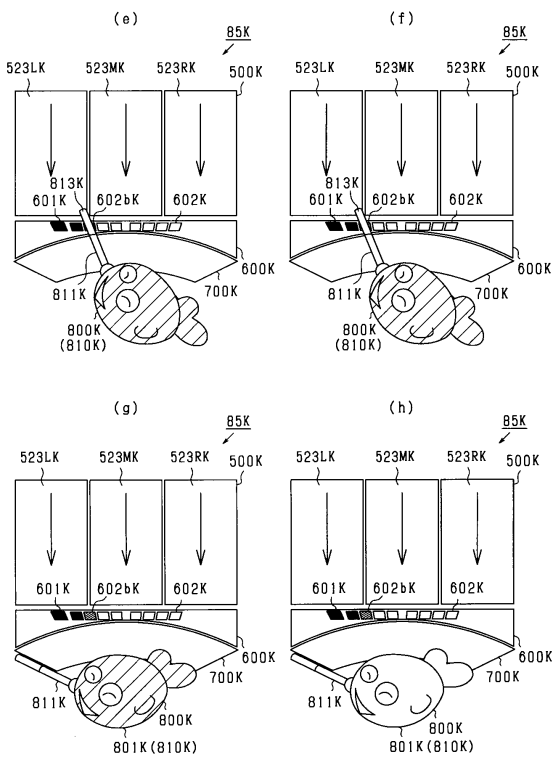 (e)
85K
523LK 523MK 523RK 500K
813K
601K 602bK 602K
600K
811K 700K
800K
(810K)
(f)
85K
523LK 523MK 523RK 500K
813K
601K 602bK 602K
600K
811K 700K
800K
(810K)
(g)
85K
523LK 523MK 523RK 500K
601K 602bK 602K
600K
700K
811K
800K
801K(810K)
(h)
85K
523LK 523MK 523RK 500K
601K 602bK 602K
600K
700K
811K
800K
801K(810K)